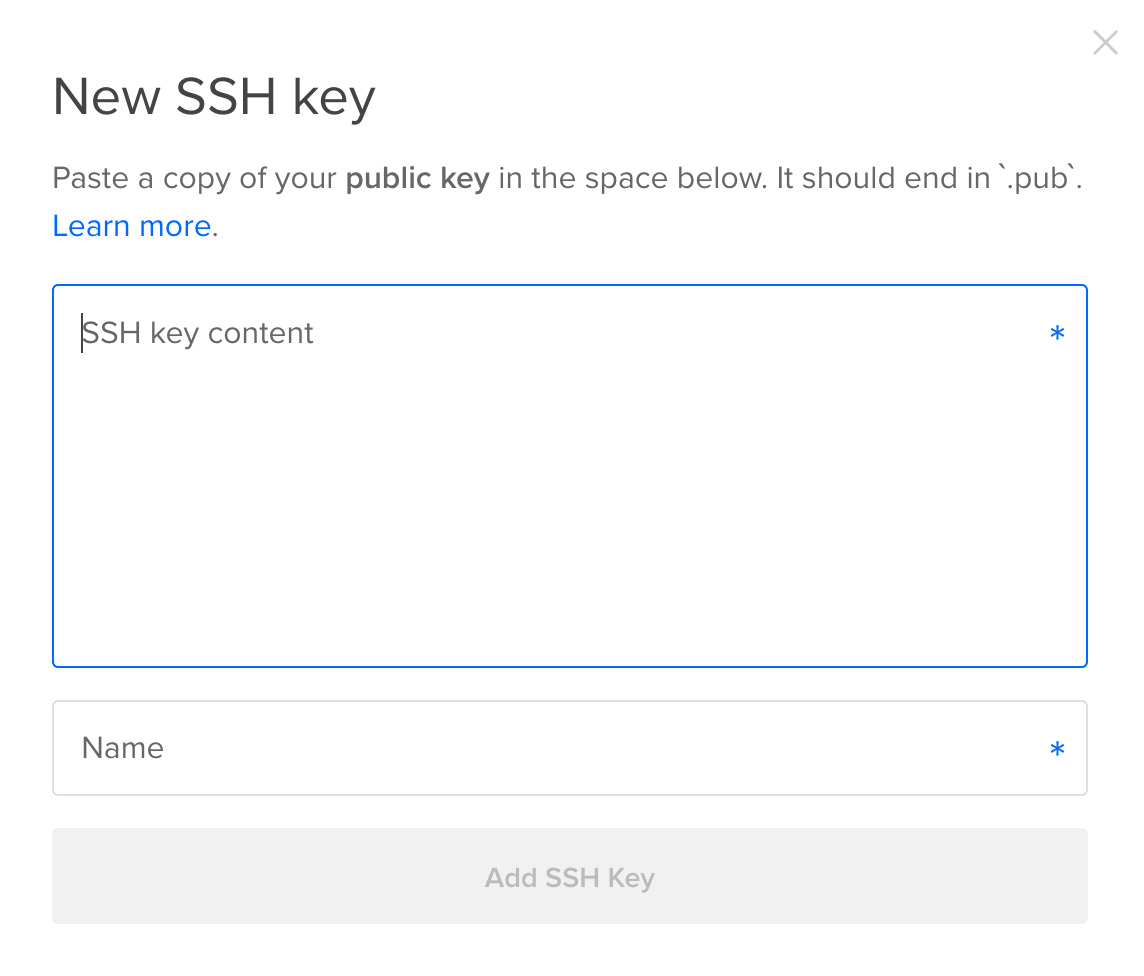 New SSH key
Paste a copy of your public key in the space below. It should end in `.pub`.
Learn more.
SSH key content *
Name *
Add SSH Key